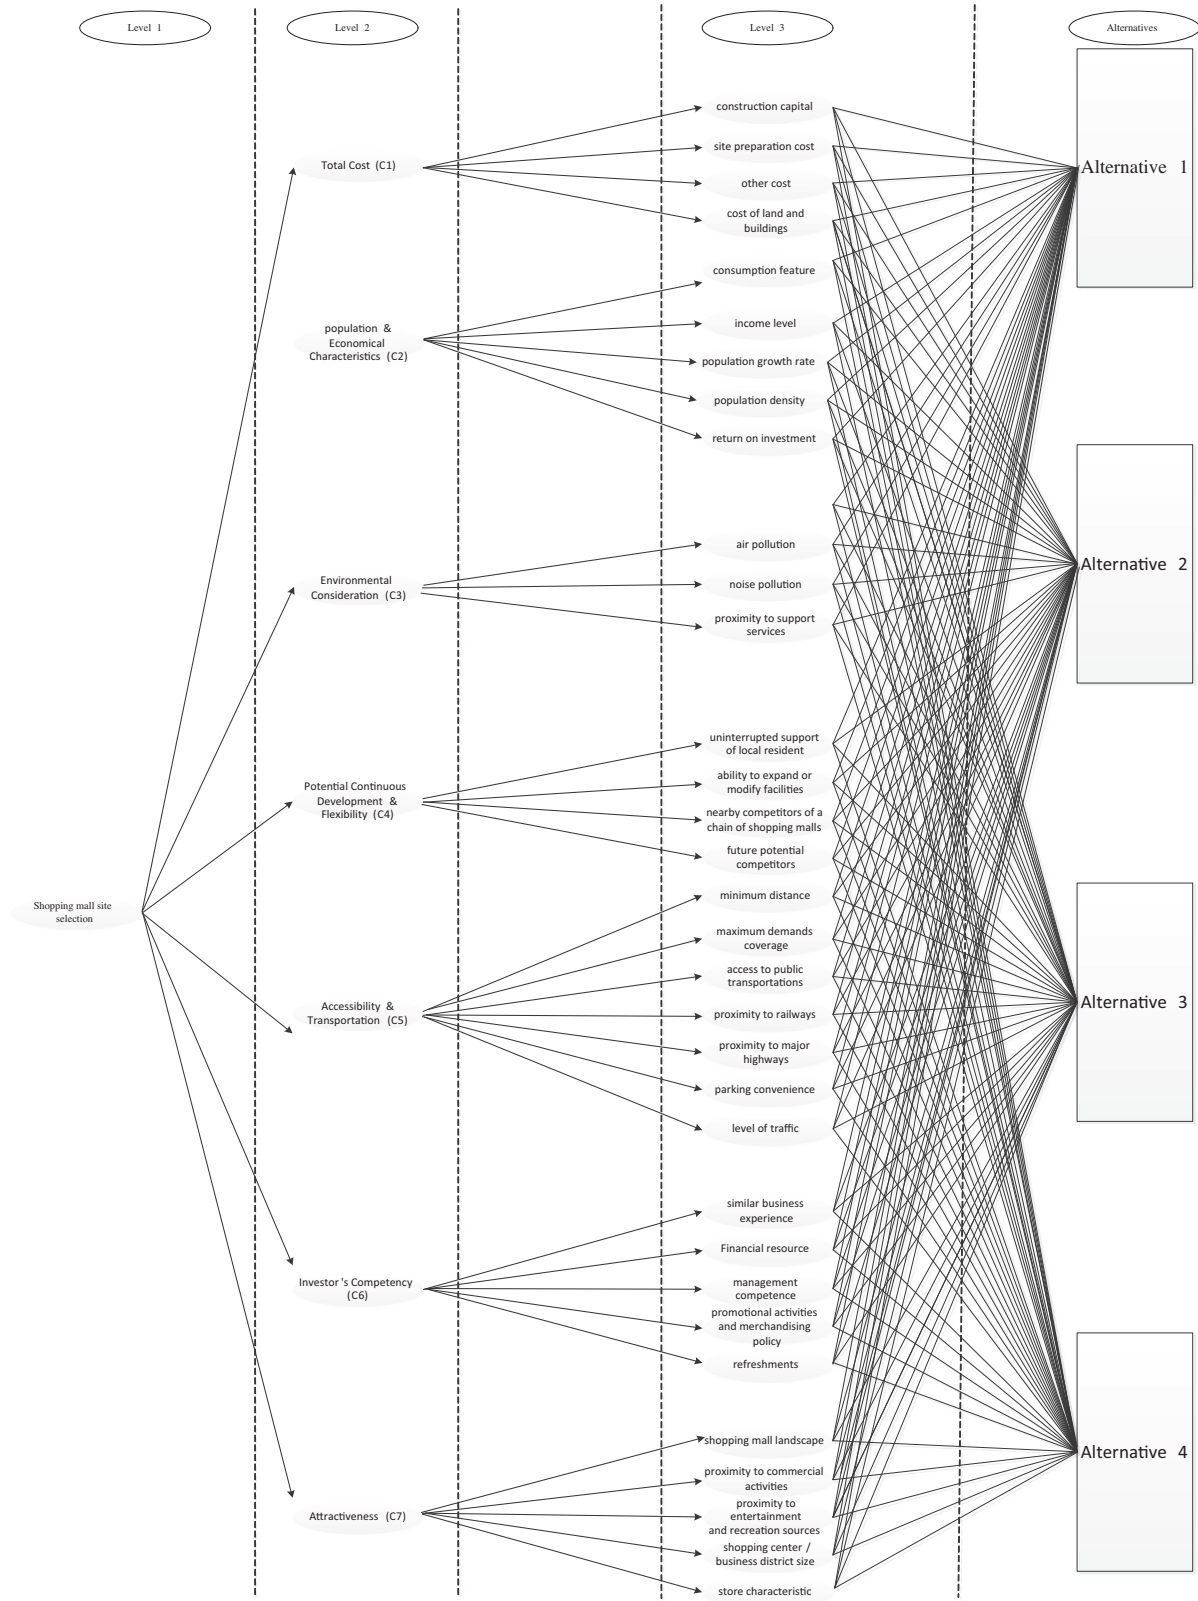 Level 1
Level 2
Level 3
Alternatives
Shopping mall site
selection
Total Cost (C1)
population &
Economical
Characteristics (C2)
Environmental
Consideration (C3)
Potential Continuous
Development &
Flexibility (C4)
Accessibility &
Transportation (C5)
Investor's Competency
(C6)
Attractiveness (C7)
construction capital
site preparation cost
other cost
cost of land and
buildings
consumption feature
income level
population growth rate
population density
return on investment
air pollution
noise pollution
proximity to support
services
uninterrupted support
of local resident
ability to expand or
modify facilities
nearby competitors of a
chain of shopping malls
future potential
competitors
minimum distance
maximum demands
coverage
access to public
transportations
proximity to railways
proximity to major
highways
parking convenience
level of traffic
similar business
experience
Financial resource
management
competence
promotional activities
and merchandising
policy
refreshments
shopping mall landscape
proximity to commercial
activities
proximity to
entertainment
and recreation sources
shopping center /
business district size
store characteristic
Alternative 1
Alternative 2
Alternative 3
Alternative 4